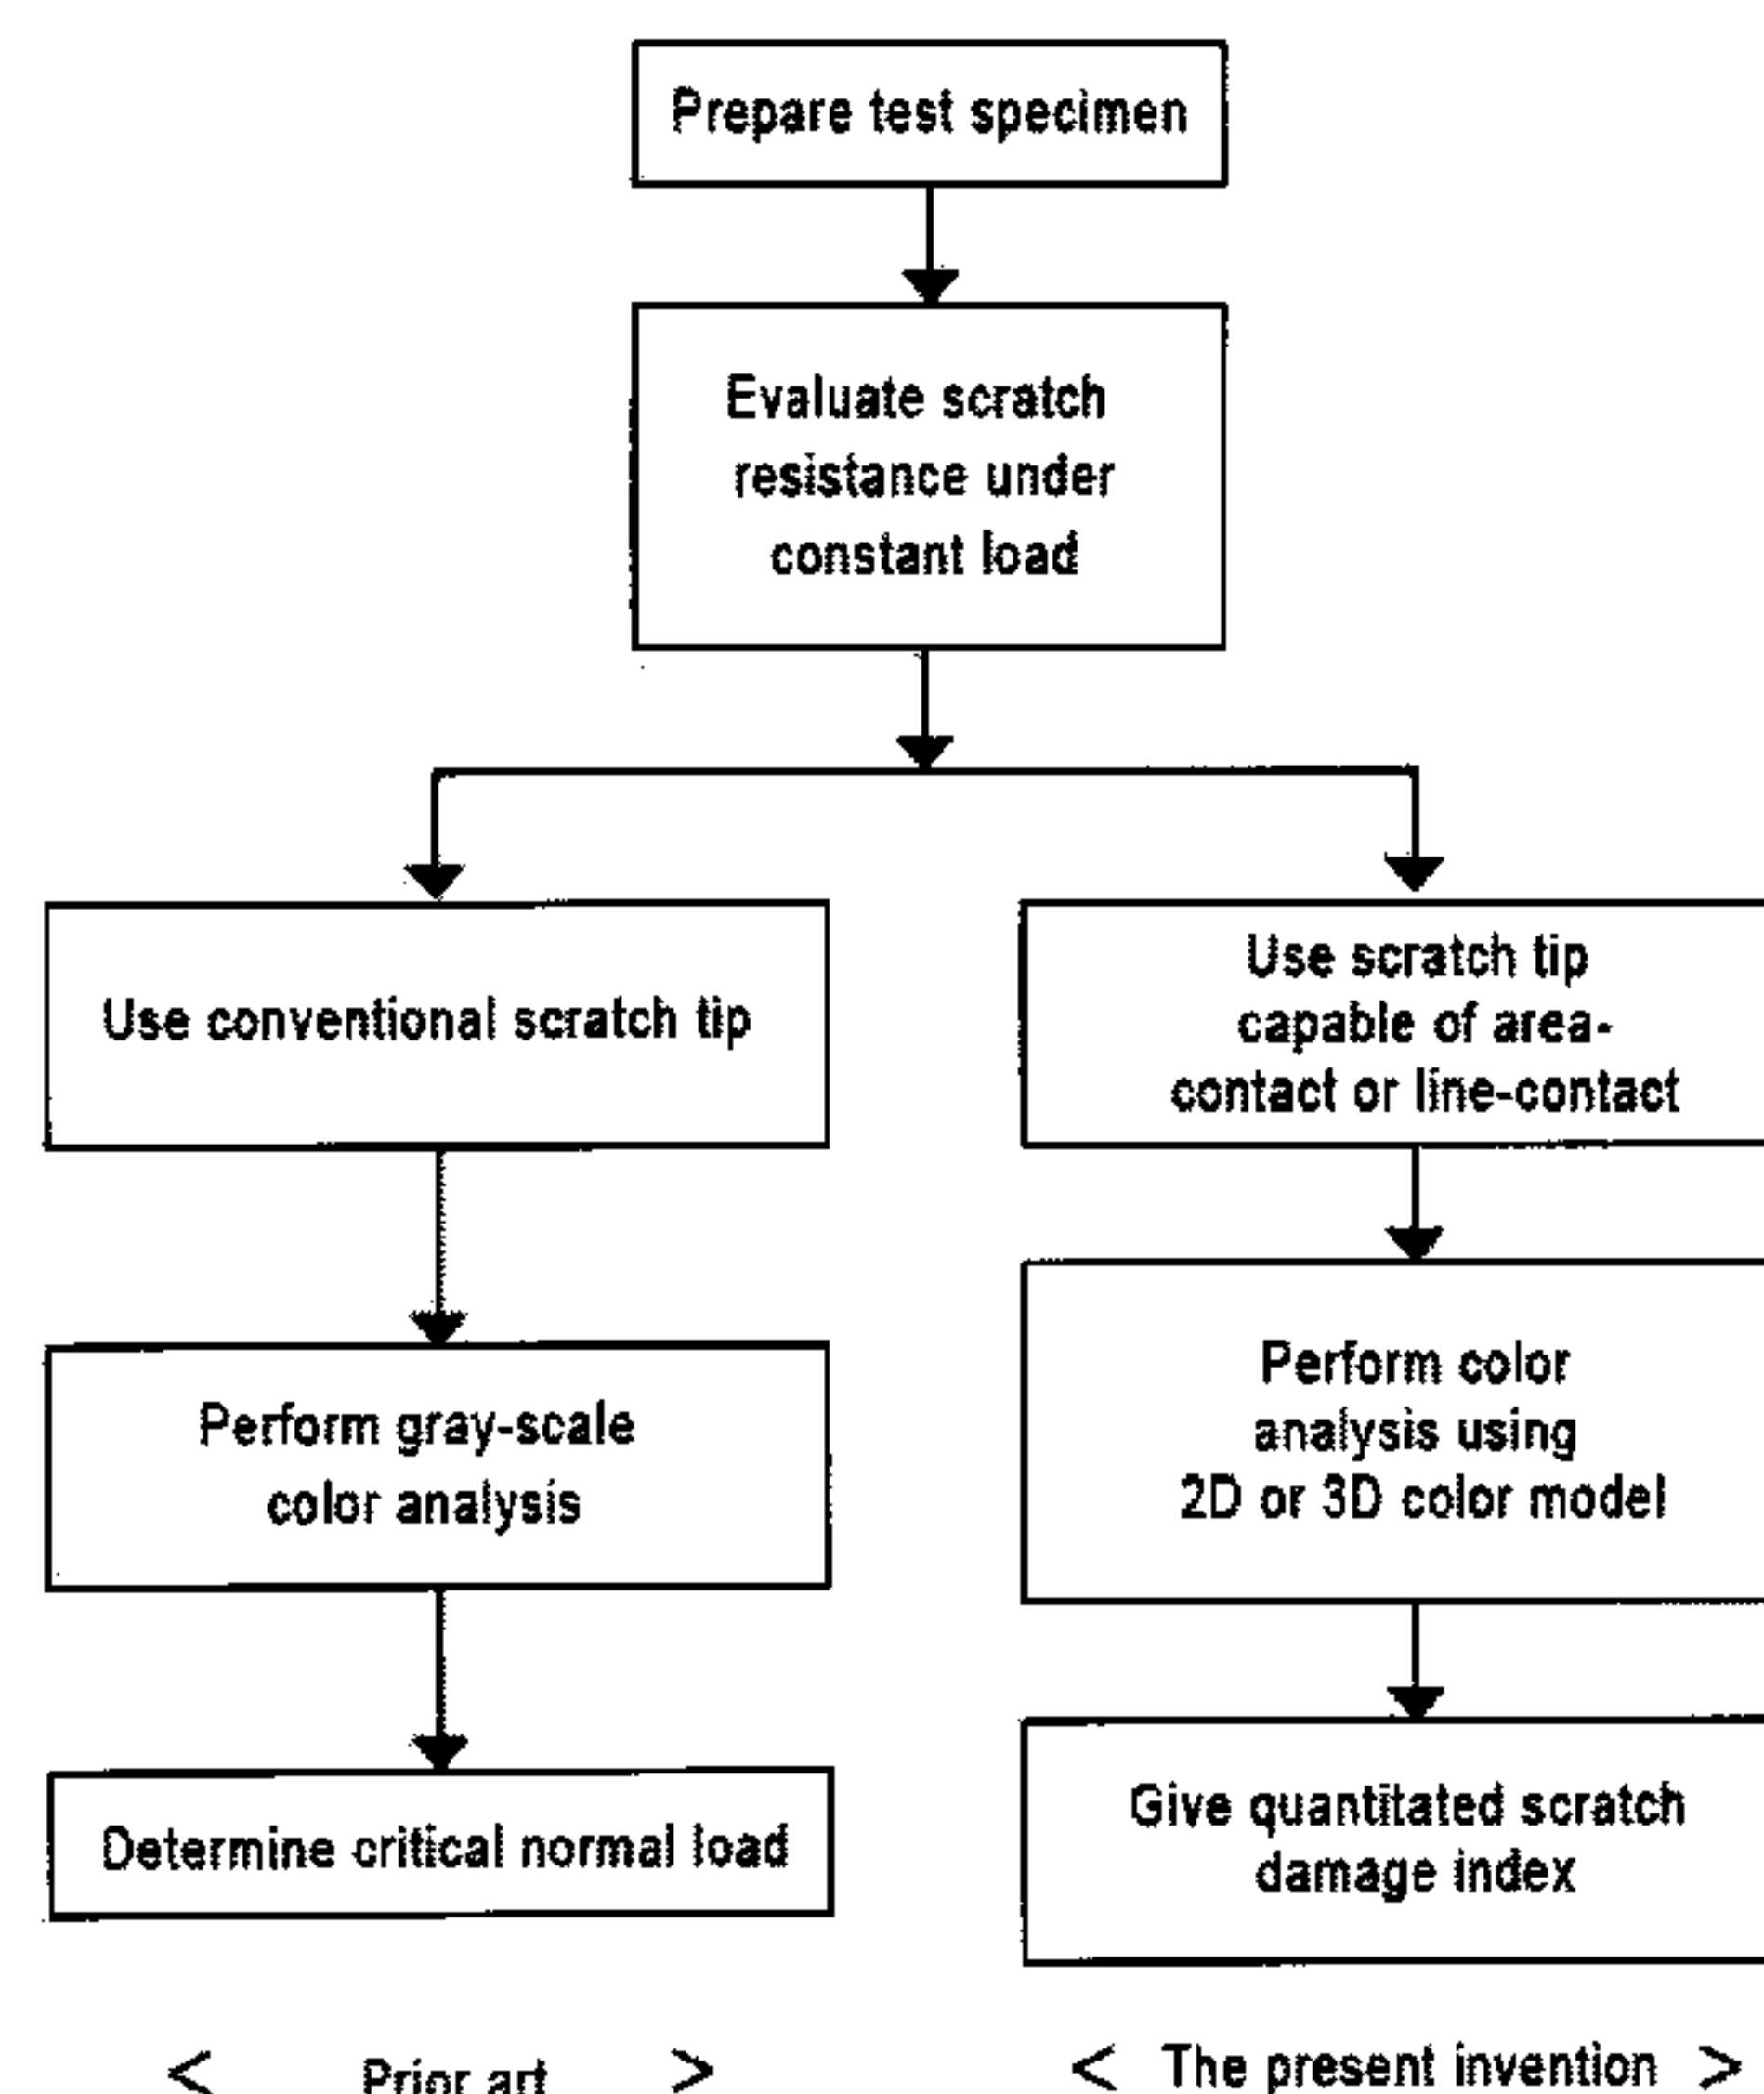 Prepare test specimen
Evaluate scratch
resistance under
constant load
Use conventional scratch tip
Perform gray-scale
color analysis
Determine critical normal load
< Prior art >
Use scratch tip
capable of area-
contact or line-contact
Perform color
analysis using
2D or 3D color model
Give quantitated scratch
damage index
< The present invention >